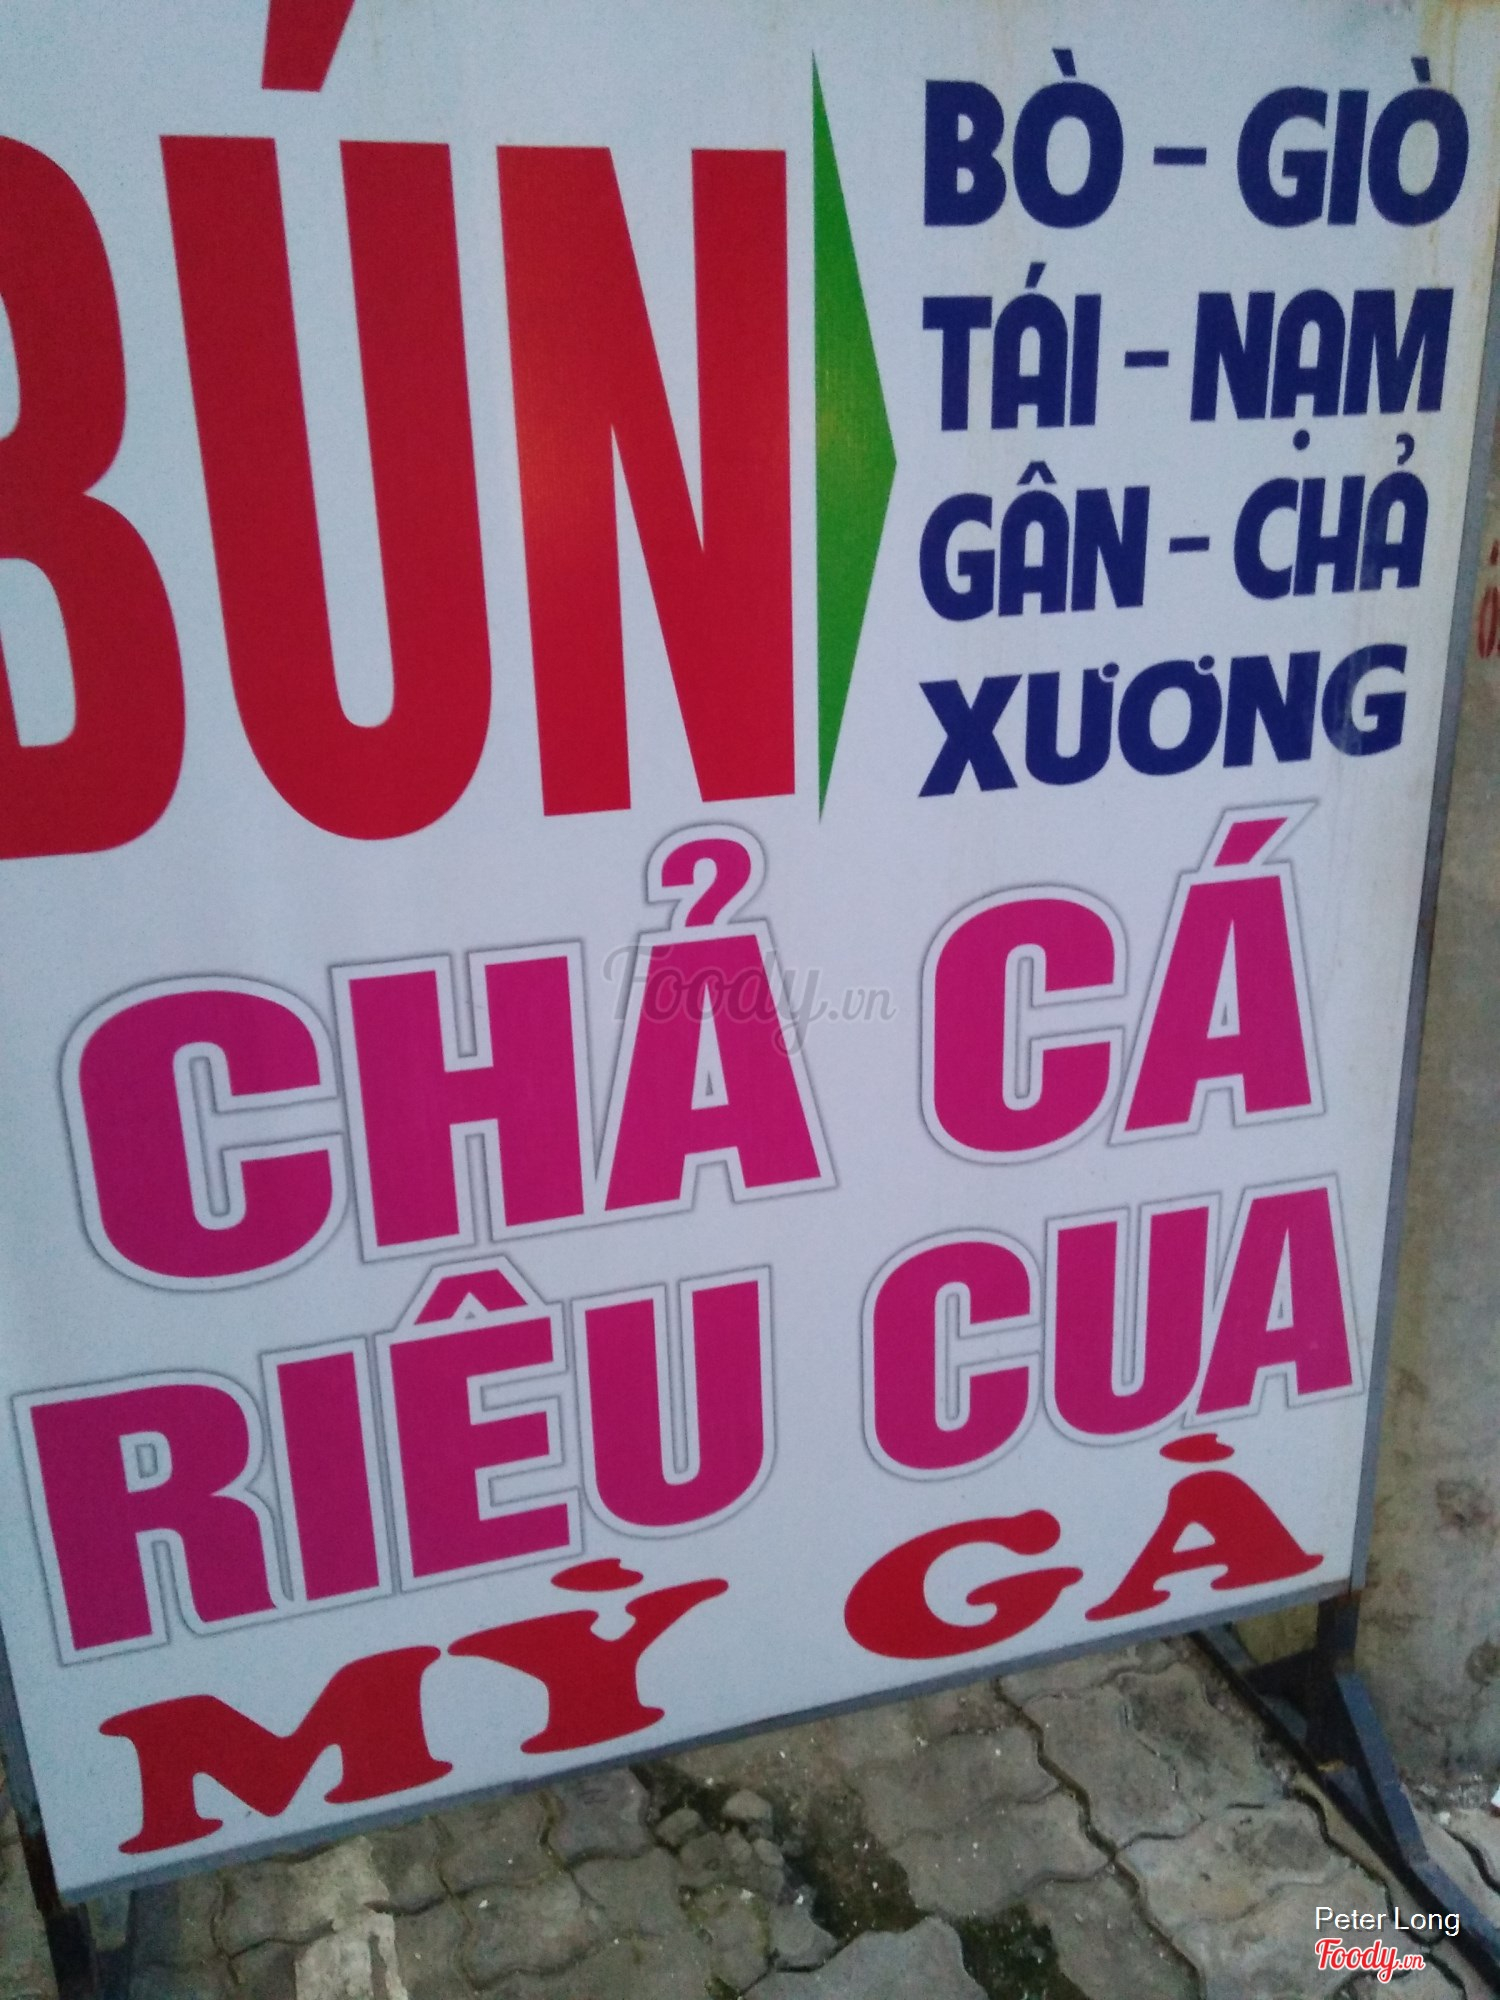 BÚN
BÒ - GIÒ
TÁI - NẠM
GÂN - CHẢ
XƯƠNG
CHẢ CÁ
RIÊU CUA
MỲ GÀ
Foody.vn
Peter Long
Foody.vn